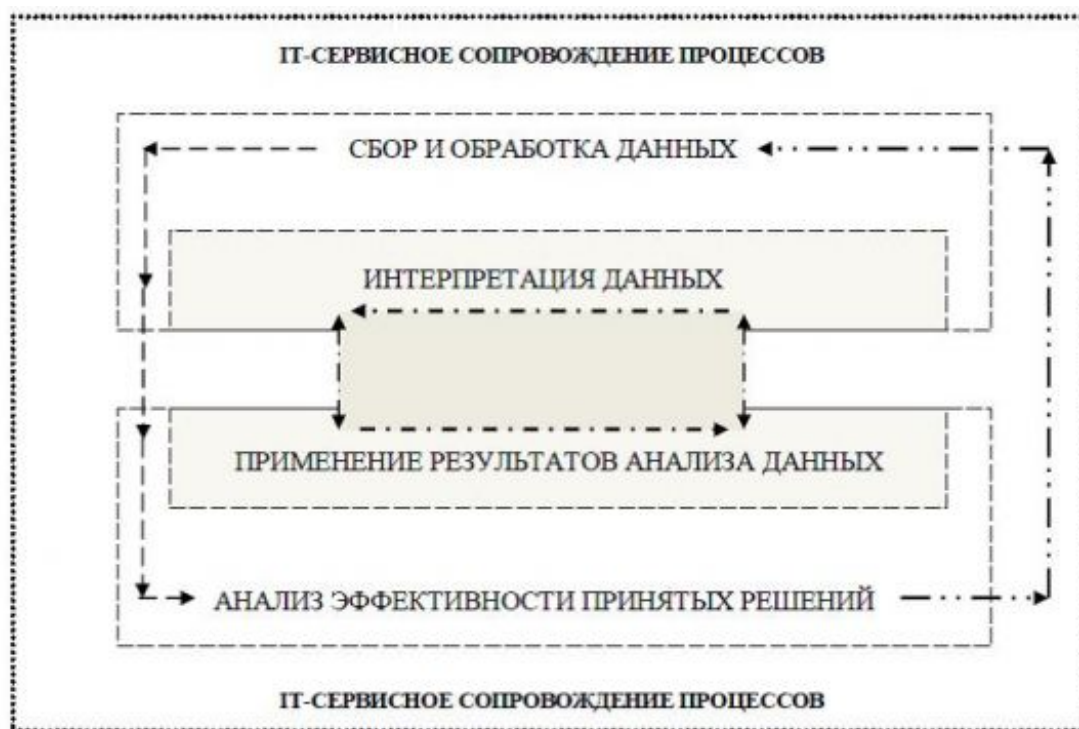 IT-СЕРВИСНОЕ СОПРОВОЖДЕНИЕ ПРОЦЕССОВ
СБОР И ОБРАБОТКА ДАННЫХ
ИНТЕРПРЕТАЦИЯ ДАННЫХ
ПРИМЕНЕНИЕ РЕЗУЛЬТАТОВ АНАЛИЗА ДАННЫХ
АНАЛИЗ ЭФФЕКТИВНОСТИ ПРИНЯТЫХ РЕШЕНИЙ
IT-СЕРВИСНОЕ СОПРОВОЖДЕНИЕ ПРОЦЕССОВ